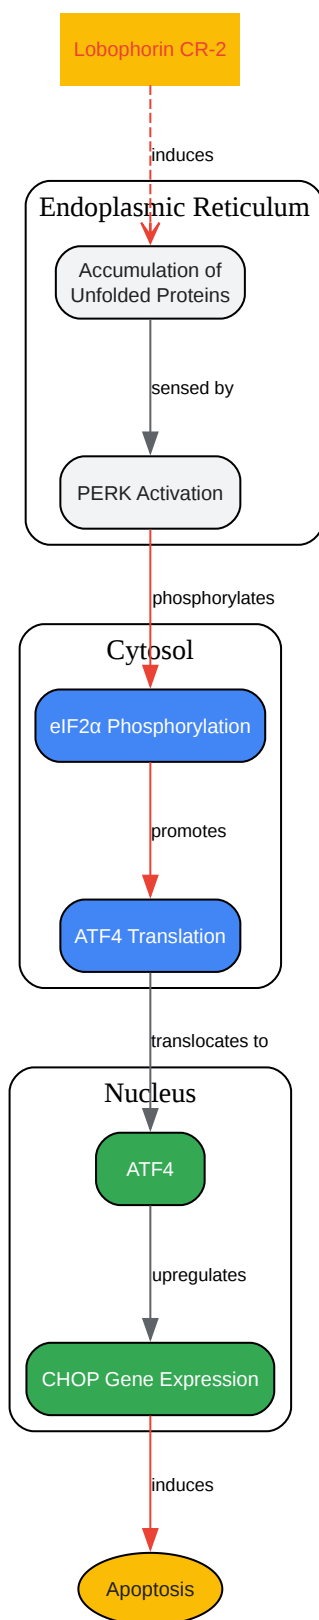 Lobophorin CR-2
induces
Endoplasmic Reticulum
Accumulation of
Unfolded Proteins
sensed by
PERK Activation
phosphorylates
Cytosol
eIF2α Phosphorylation
promotes
ATF4 Translation
translocates to
Nucleus
ATF4
upregulates
CHOP Gene Expression
induces
Apoptosis